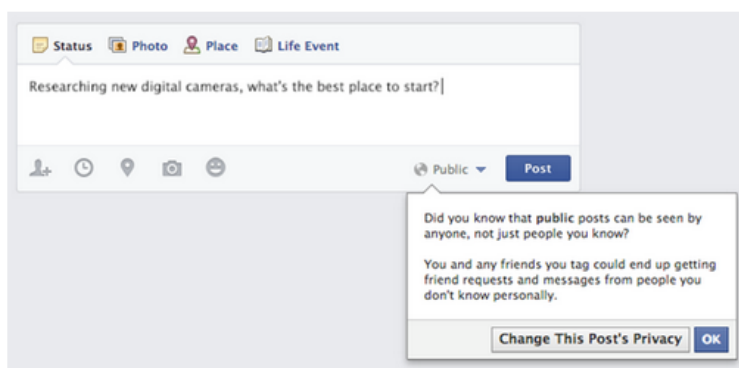 Status Photo Place Life Event
Researching new digital cameras, what's the best place to start?
Public Post
Did you know that public posts can be seen by
anyone, not just people you know?
You and any friends you tag could end up getting
friend requests and messages from people you
don't know personally.
Change This Post's Privacy OK